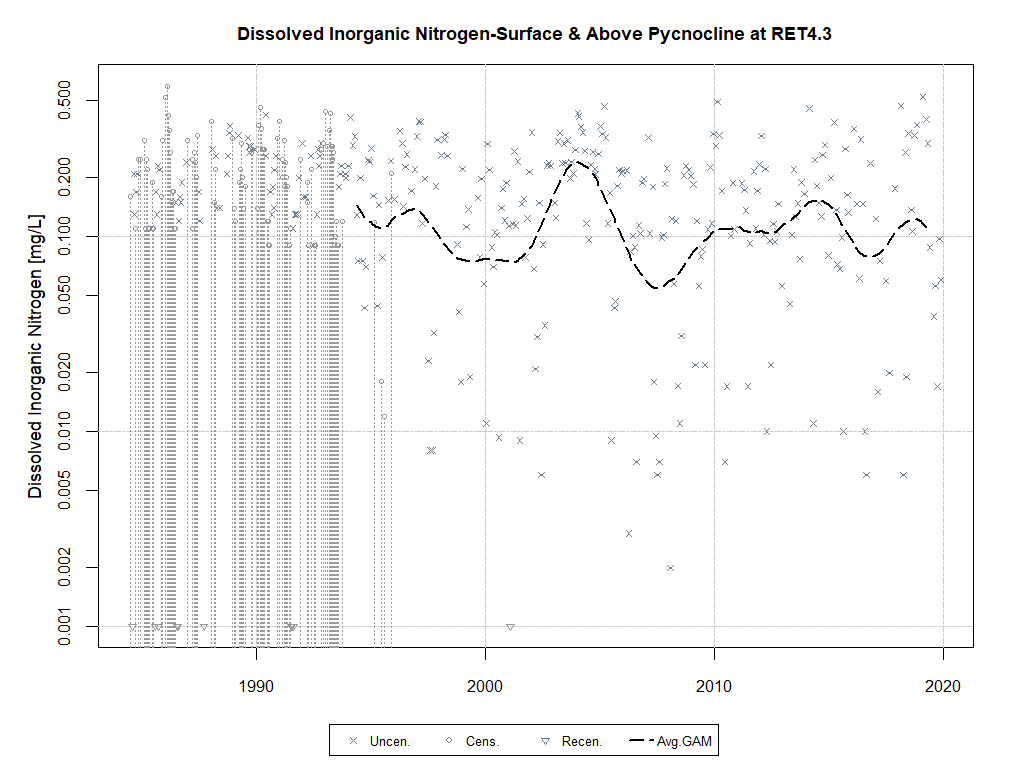 Dissolved Inorganic Nitrogen-Surface & Above Pycnocline at RET4.3
Dissolved Inorganic Nitrogen [mg/L]
0.500
0.200
0.100
0.050
0.020
0.010
0.005
0.002
0.001
1990 2000 2010 2020
Uncen. Cens. Recen. Avg.GAM